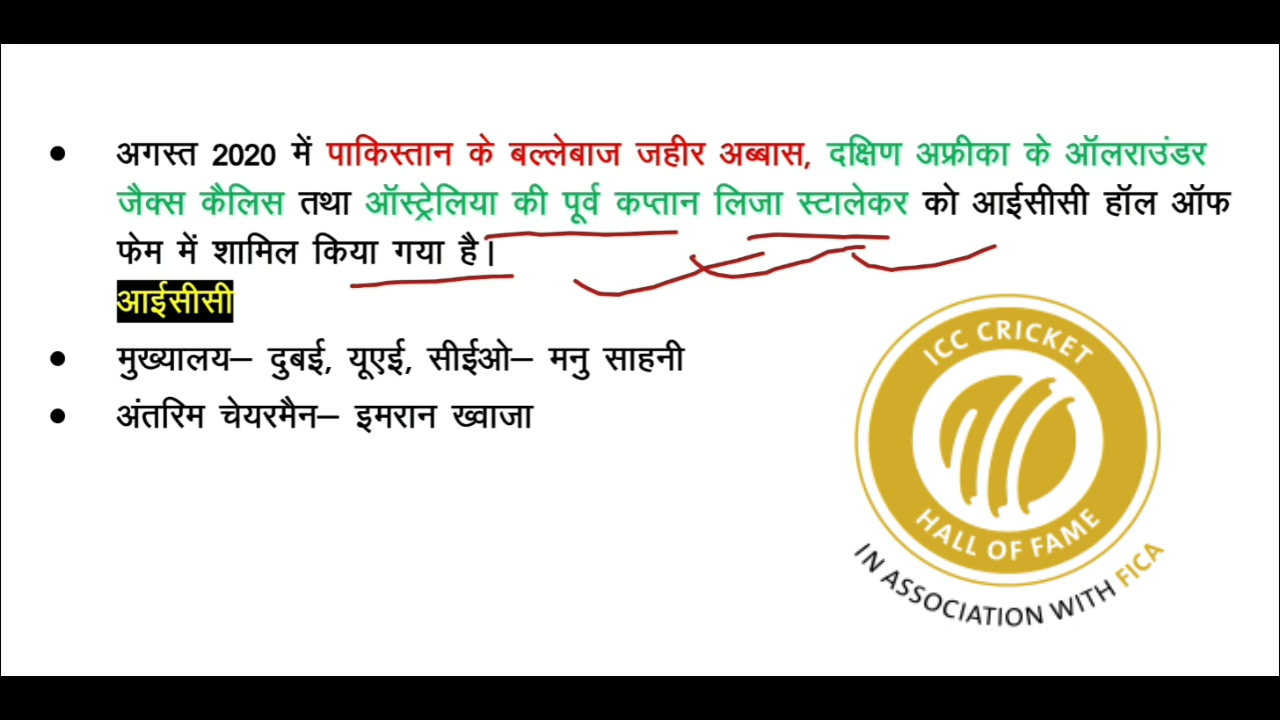 • अगस्त 2020 में पाकिस्तान के बल्लेबाज जहीर अब्बास, दक्षिण अफ्रीका के ऑलराउंडर
जैक्स कैलिस तथा ऑस्ट्रेलिया की पूर्व कप्तान लिजा स्टालेकर को आईसीसी हॉल ऑफ
फेम में शामिल किया गया है।
आईसीसी
• मुख्यालय– दुबई, यूएई, सीईओ– मनु साहनी
• अंतरिम चेयरमैन– इमरान ख्वाजा
ICC CRICKET
HALL OF FAME
IN ASSOCIATION WITH FICA